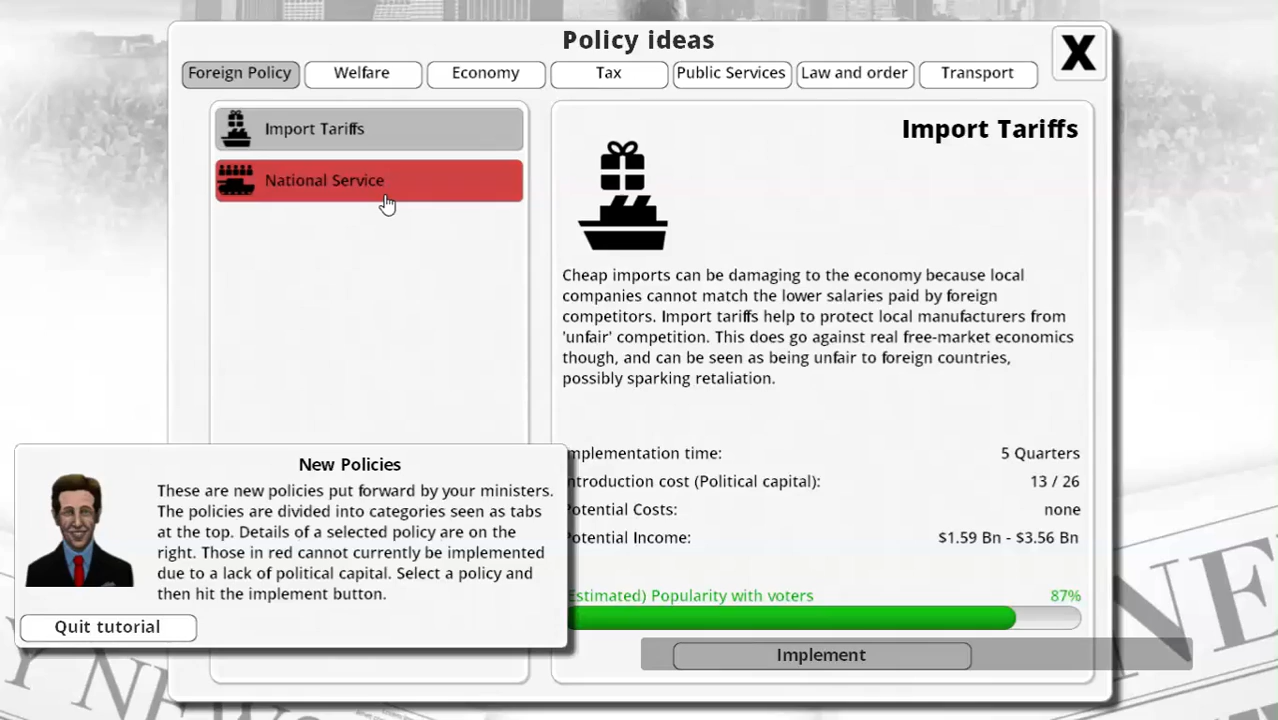 Policy ideas
X
Foreign Policy
Welfare
Economy
Tax
Public Services
Law and order
Transport
Import Tariffs
National Service
Import Tariffs
Cheap imports can be damaging to the economy because local
companies cannot match the lower salaries paid by foreign
competitors. Import tariffs help to protect local manufacturers from
'unfair' competition. This does go against real free-market economics
though, and can be seen as being unfair to foreign countries,
possibly sparking retaliation.
mplementation time: 5 Quarters
ntroduction cost (Political capital): 13 / 26
Potential Costs: none
Potential Income: $1.59 Bn - $3.56 Bn
Estimated) Popularity with voters 87%
Implement
New Policies
These are new policies put forward by your ministers.
The policies are divided into categories seen as tabs
at the top. Details of a selected policy are on the
right. Those in red cannot currently be implemented
due to a lack of political capital. Select a policy and
then hit the implement button.
Quit tutorial